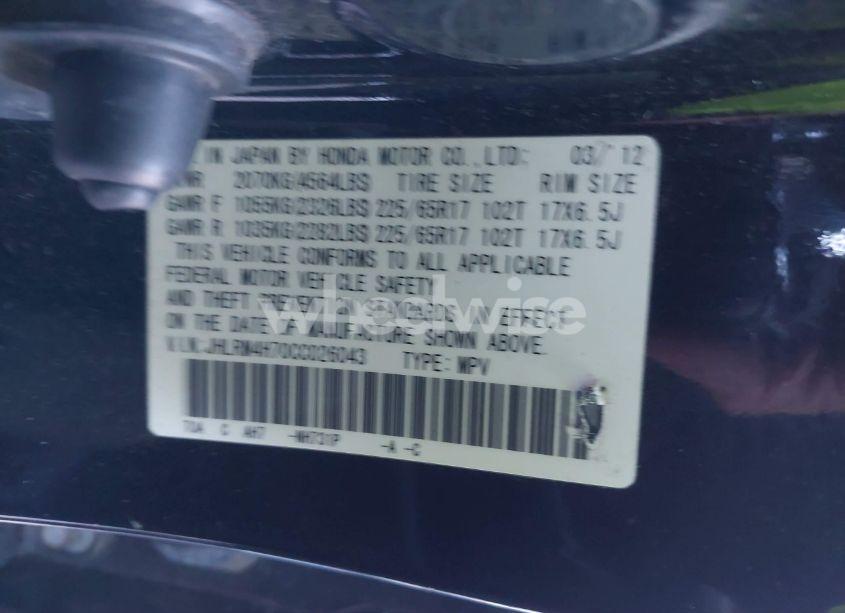 IN JAPAN BY HONDA MOTOR CO.,LTD: 03/12
2070KG/4564LBS TIRE SIZE RIM SIZE
GAWR F 1055KG/2326LBS 225/65R17 102T 17X6.5J
GAWR R 1035KG/2282LBS 225/65R17 102T 17X6.5J
THIS VEHICLE CONFORMS TO ALL APPLICABLE
FEDERAL MOTOR VEHICLE SAFETY
AND THEFT PREVENTION STANDARDS IN EFFECT
ON THE DATE OF MANUFACTURE SHOWN ABOVE.
V.I.N.:JHLRM4H70CC026043 TYPE: MPV
T0A C AH7 -NH731P -A -C
wheelwise